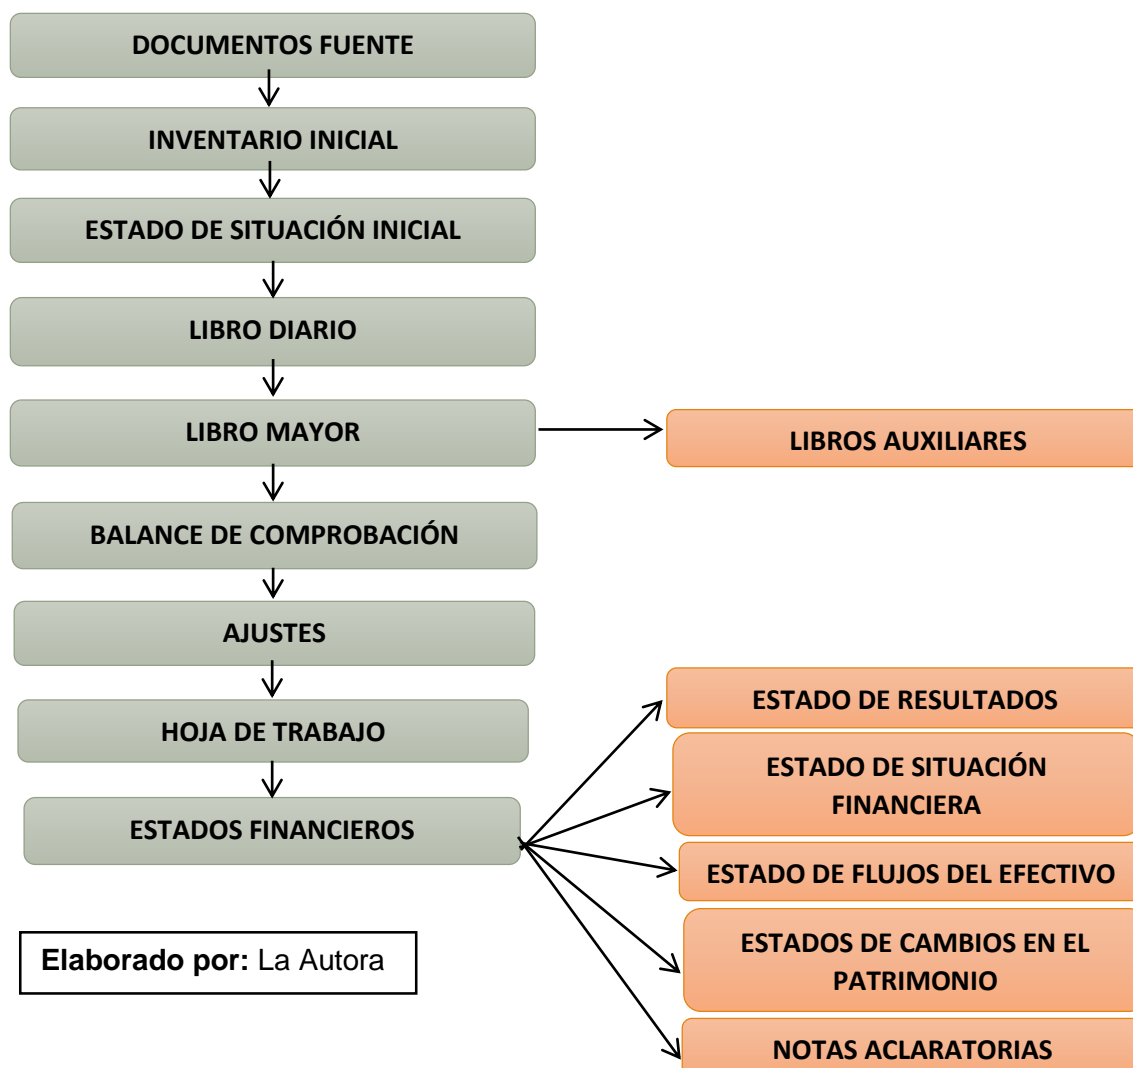 DOCUMENTOS FUENTE
INVENTARIO INICIAL
ESTADO DE SITUACIÓN INICIAL
LIBRO DIARIO
LIBRO MAYOR
LIBROS AUXILIARES
BALANCE DE COMPROBACIÓN
AJUSTES
HOJA DE TRABAJO
ESTADOS FINANCIEROS
ESTADO DE RESULTADOS
ESTADO DE SITUACIÓN
FINANCIERA
ESTADO DE FLUJOS DEL EFECTIVO
ESTADOS DE CAMBIOS EN EL
PATRIMONIO
NOTAS ACLARATORIAS
Elaborado por: La Autora